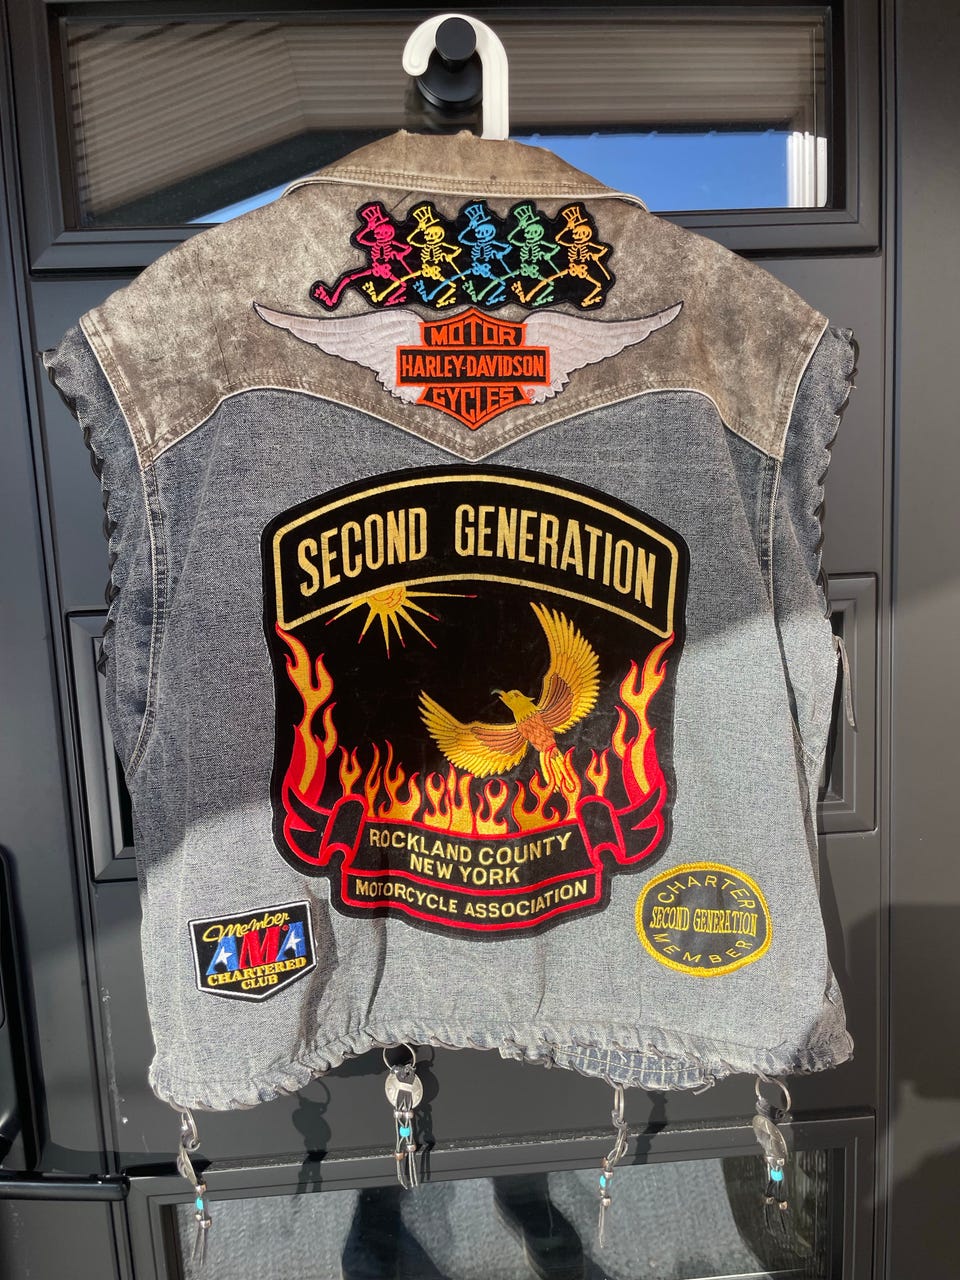 MOTOR
HARLEY-DAVIDSON
CYCLES
SECOND GENERATION
ROCKLAND COUNTY
NEW YORK
MOTORCYCLE ASSOCIATION
Member
AMA
CHARTERED
CLUB
CHARTER
SECOND GENERATION
MEMBER